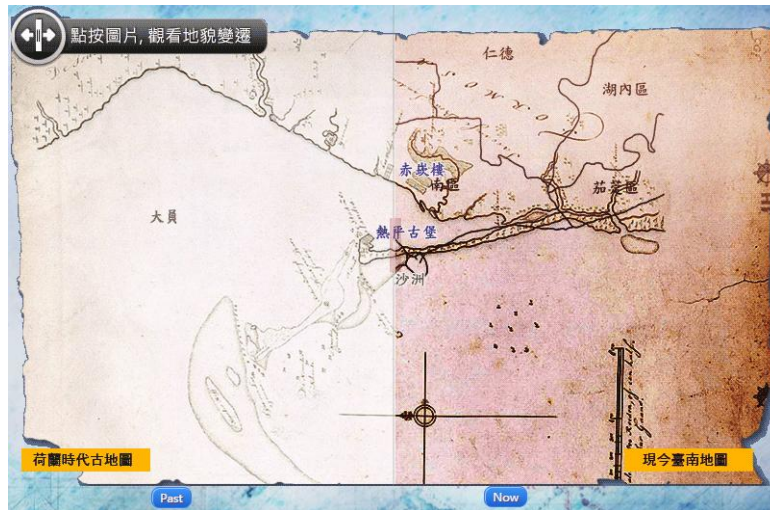 點按圖片, 觀看地貌變遷
仁德
湖內區
赤崁樓
南區
茄萣區
大員
熱平古堡
沙洲
荷蘭時代古地圖
現今臺南地圖
Past
Now